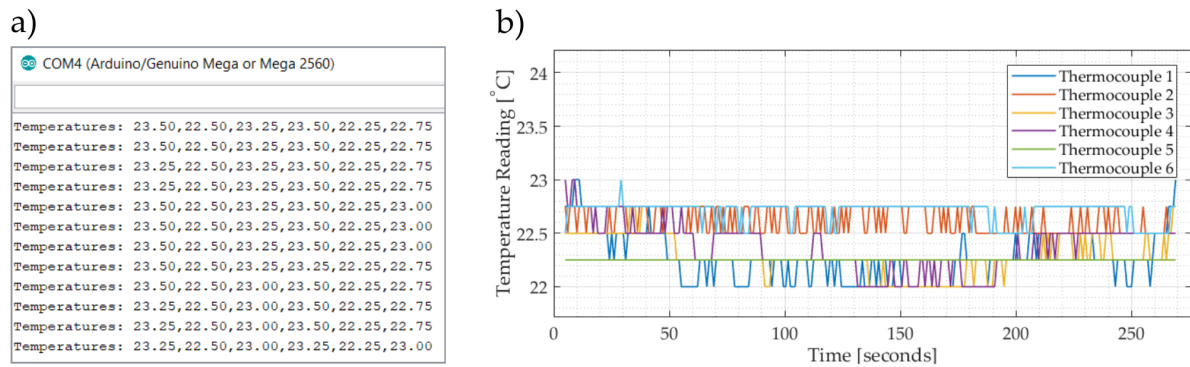 a)
COM4 (Arduino/Genuino Mega or Mega 2560)
Temperatures: 23.50,22.50,23.25,23.50,22.25,22.75
Temperatures: 23.50,22.50,23.25,23.50,22.25,22.75
Temperatures: 23.25,22.50,23.25,23.25,22.25,22.75
Temperatures: 23.25,22.50,23.25,23.50,22.25,22.75
Temperatures: 23.50,22.50,23.25,23.50,22.25,23.00
Temperatures: 23.25,22.50,23.25,23.50,22.25,23.00
Temperatures: 23.50,22.50,23.25,23.50,22.25,23.00
Temperatures: 23.50,22.50,23.25,23.25,22.25,22.75
Temperatures: 23.50,22.50,23.00,23.50,22.25,22.75
Temperatures: 23.25,22.50,23.00,23.50,22.25,22.75
Temperatures: 23.25,22.50,23.00,23.50,22.25,22.75
Temperatures: 23.25,22.50,23.00,23.25,22.25,23.00
b)
Temperature Reading [°C]
24
23.5
23
22.5
22
0
50
100
150
200
250
Time [seconds]
Thermocouple 1
Thermocouple 2
Thermocouple 3
Thermocouple 4
Thermocouple 5
Thermocouple 6